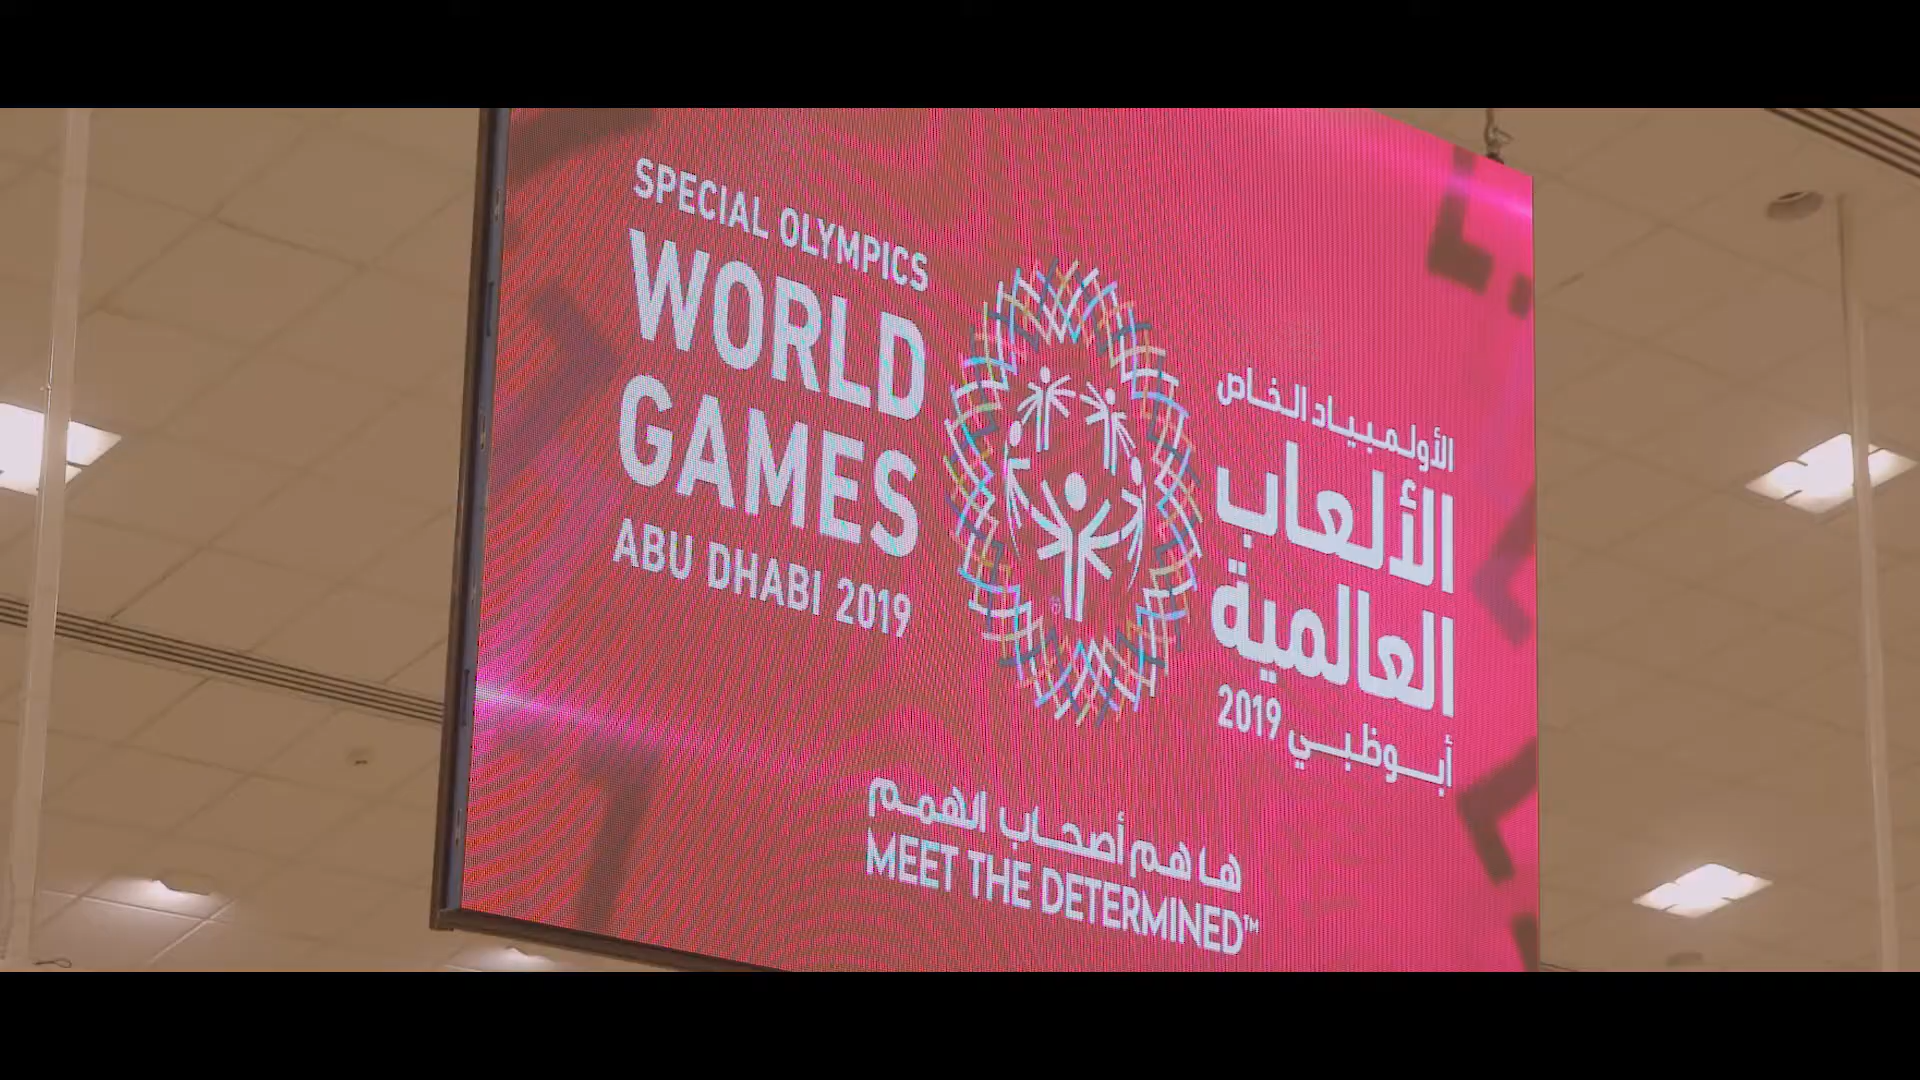 SPECIAL OLYMPICS
WORLD
GAMES
ABU DHABI 2019
الأولمبياد الخاص
الألعاب
العالمية
أبوظبي 2019
ها هم أصحاب الهمم
MEET THE DETERMINED™